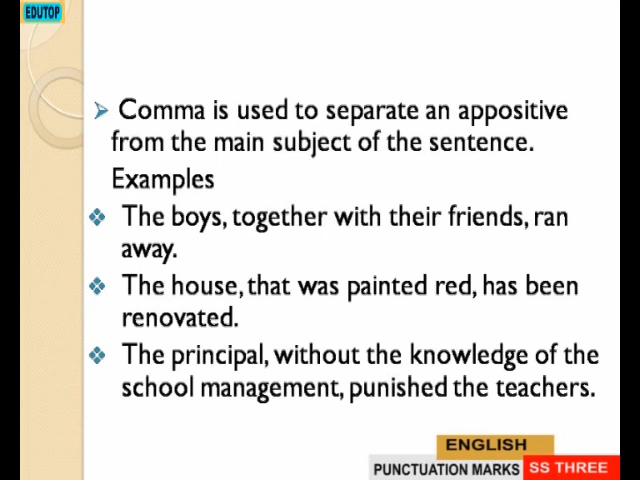 EDUTOP
Comma is used to separate an appositive
from the main subject of the sentence.
Examples
The boys, together with their friends, ran
away.
The house, that was painted red, has been
renovated.
The principal, without the knowledge of the
school management, punished the teachers.
ENGLISH
PUNCTUATION MARKS SS THREE